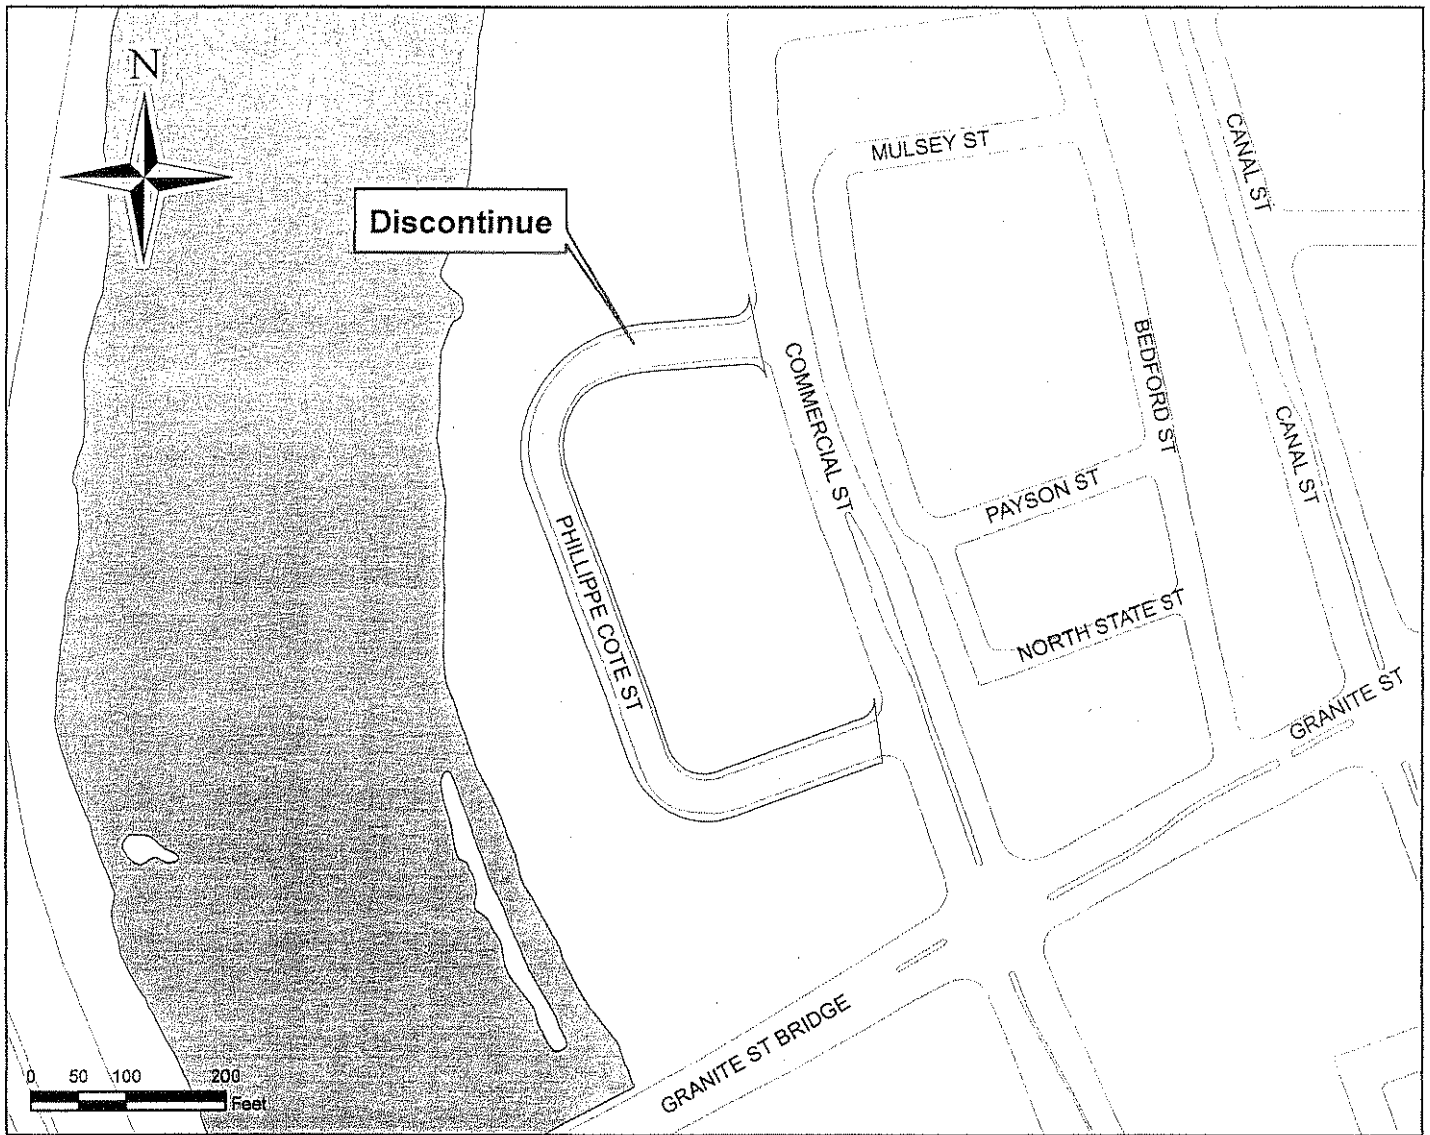 N
Discontinue
MULSEY ST
CANAL ST
COMMERCIAL ST
BEDFORD ST
CANAL ST
PAYSON ST
PHILLIPPE COTE ST
NORTH STATE ST
GRANITE ST
GRANITE ST BRIDGE
0 50 100 200
Feet